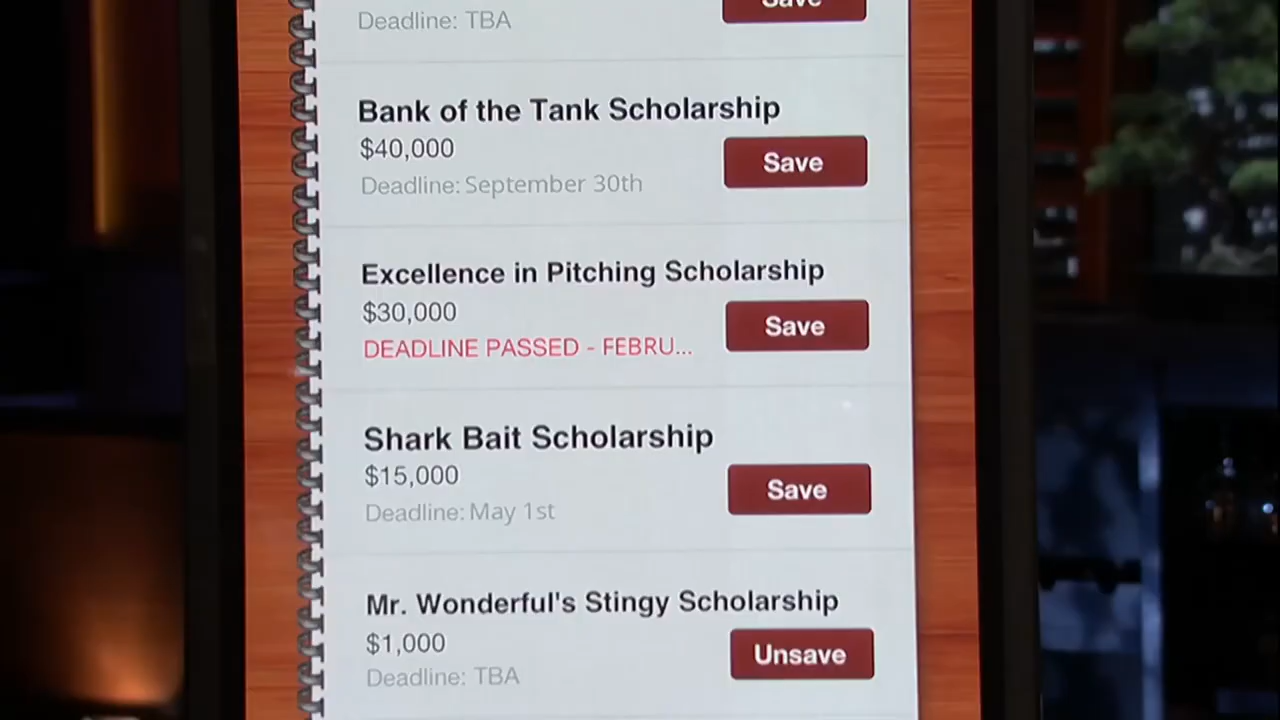 Save
Deadline: TBA
Bank of the Tank Scholarship
$40,000
Save
Deadline: September 30th
Excellence in Pitching Scholarship
$30,000
Save
DEADLINE PASSED - FEBRU...
Shark Bait Scholarship
$15,000
Save
Deadline: May 1st
Mr. Wonderful's Stingy Scholarship
$1,000
Unsave
Deadline: TBA